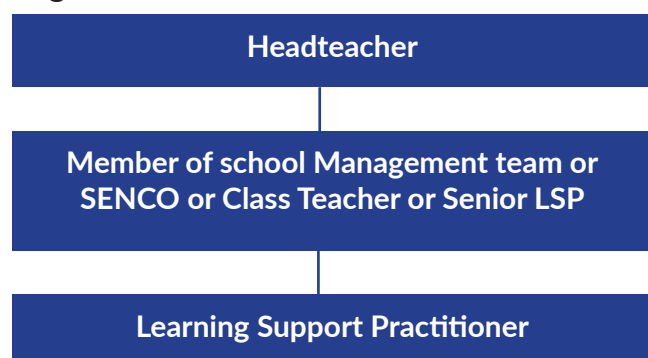 Headteacher
Member of school Management team or
SENCO or Class Teacher or Senior LSP
Learning Support Practitioner